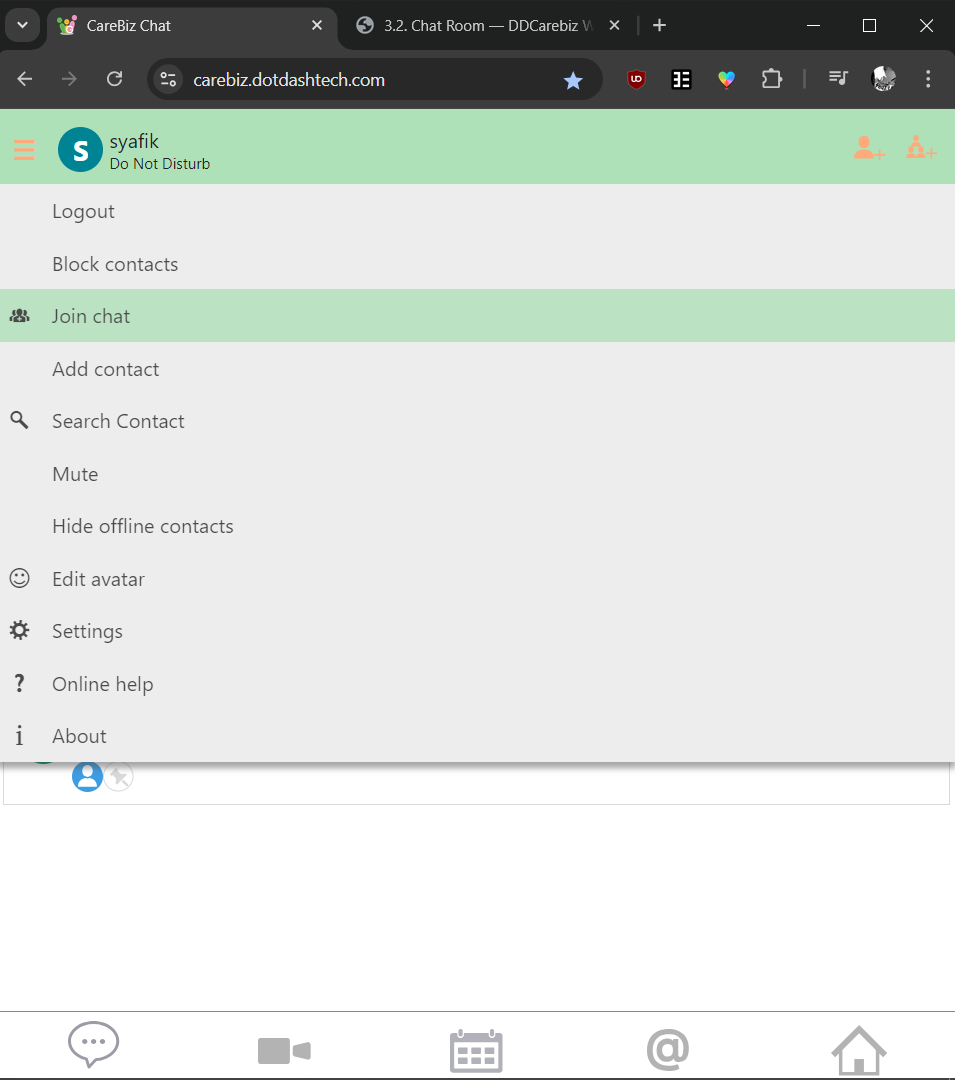 CareBiz Chat
3.2. Chat Room — DDCarebiz W
carebiz.dotdashtech.com
S
syafik
Do Not Disturb
Logout
Block contacts
Join chat
Add contact
Search Contact
Mute
Hide offline contacts
Edit avatar
Settings
? Online help
i About
@